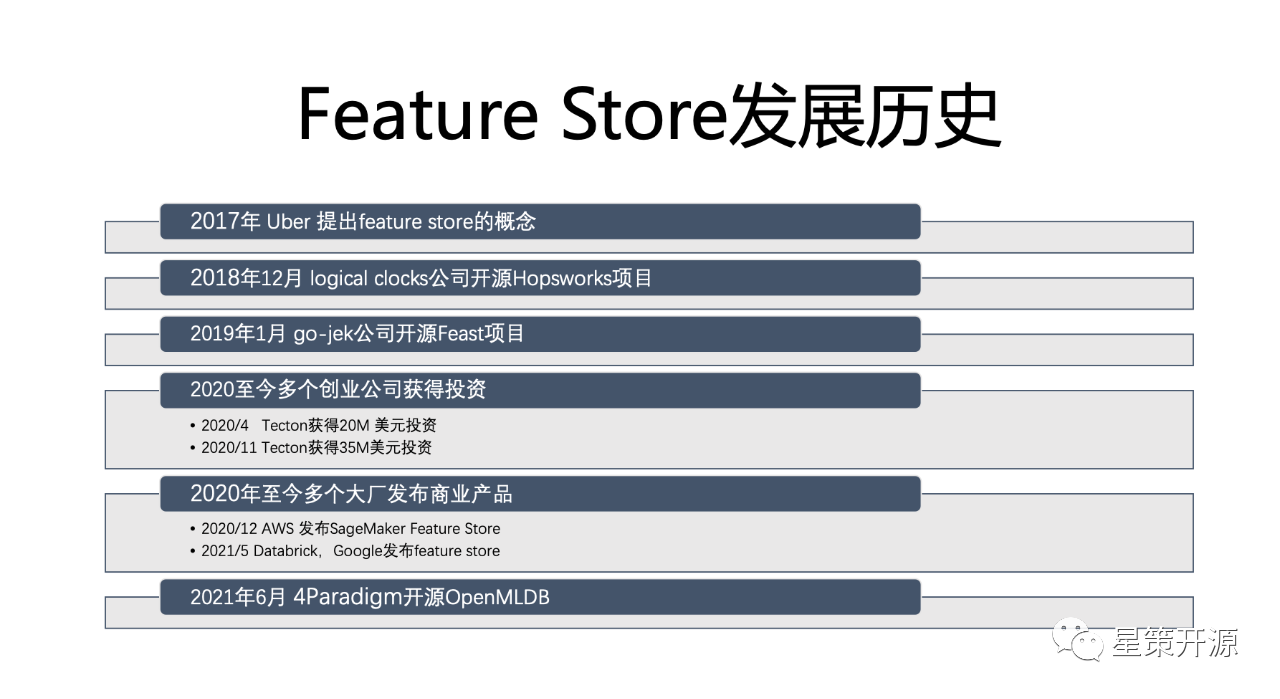 Feature Store发展历史
2017年 Uber 提出feature store的概念
2018年12月 logical clocks公司开源Hopsworks项目
2019年1月 go-jek公司开源Feast项目
2020至今多个创业公司获得投资
• 2020/4 Tecton获得20M 美元投资
• 2020/11 Tecton获得35M美元投资
2020年至今多个大厂发布商业产品
• 2020/12 AWS 发布SageMaker Feature Store
• 2021/5 Databrick，Google发布feature store
2021年6月 4Paradigm开源OpenMLDB
星策开源